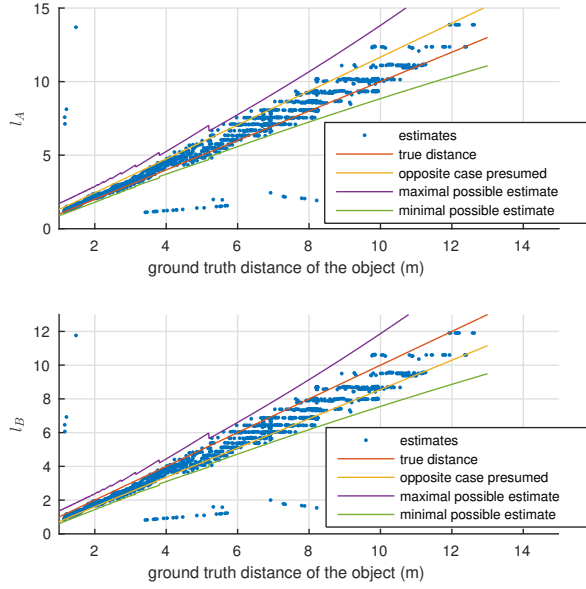 15
10
5
0
l_A
2
4
6
8
10
12
14
estimates
true distance
opposite case presumed
maximal possible estimate
minimal possible estimate
ground truth distance of the object (m)
12
10
8
6
4
2
0
l_B
2
4
6
8
10
12
14
estimates
true distance
opposite case presumed
maximal possible estimate
minimal possible estimate
ground truth distance of the object (m)